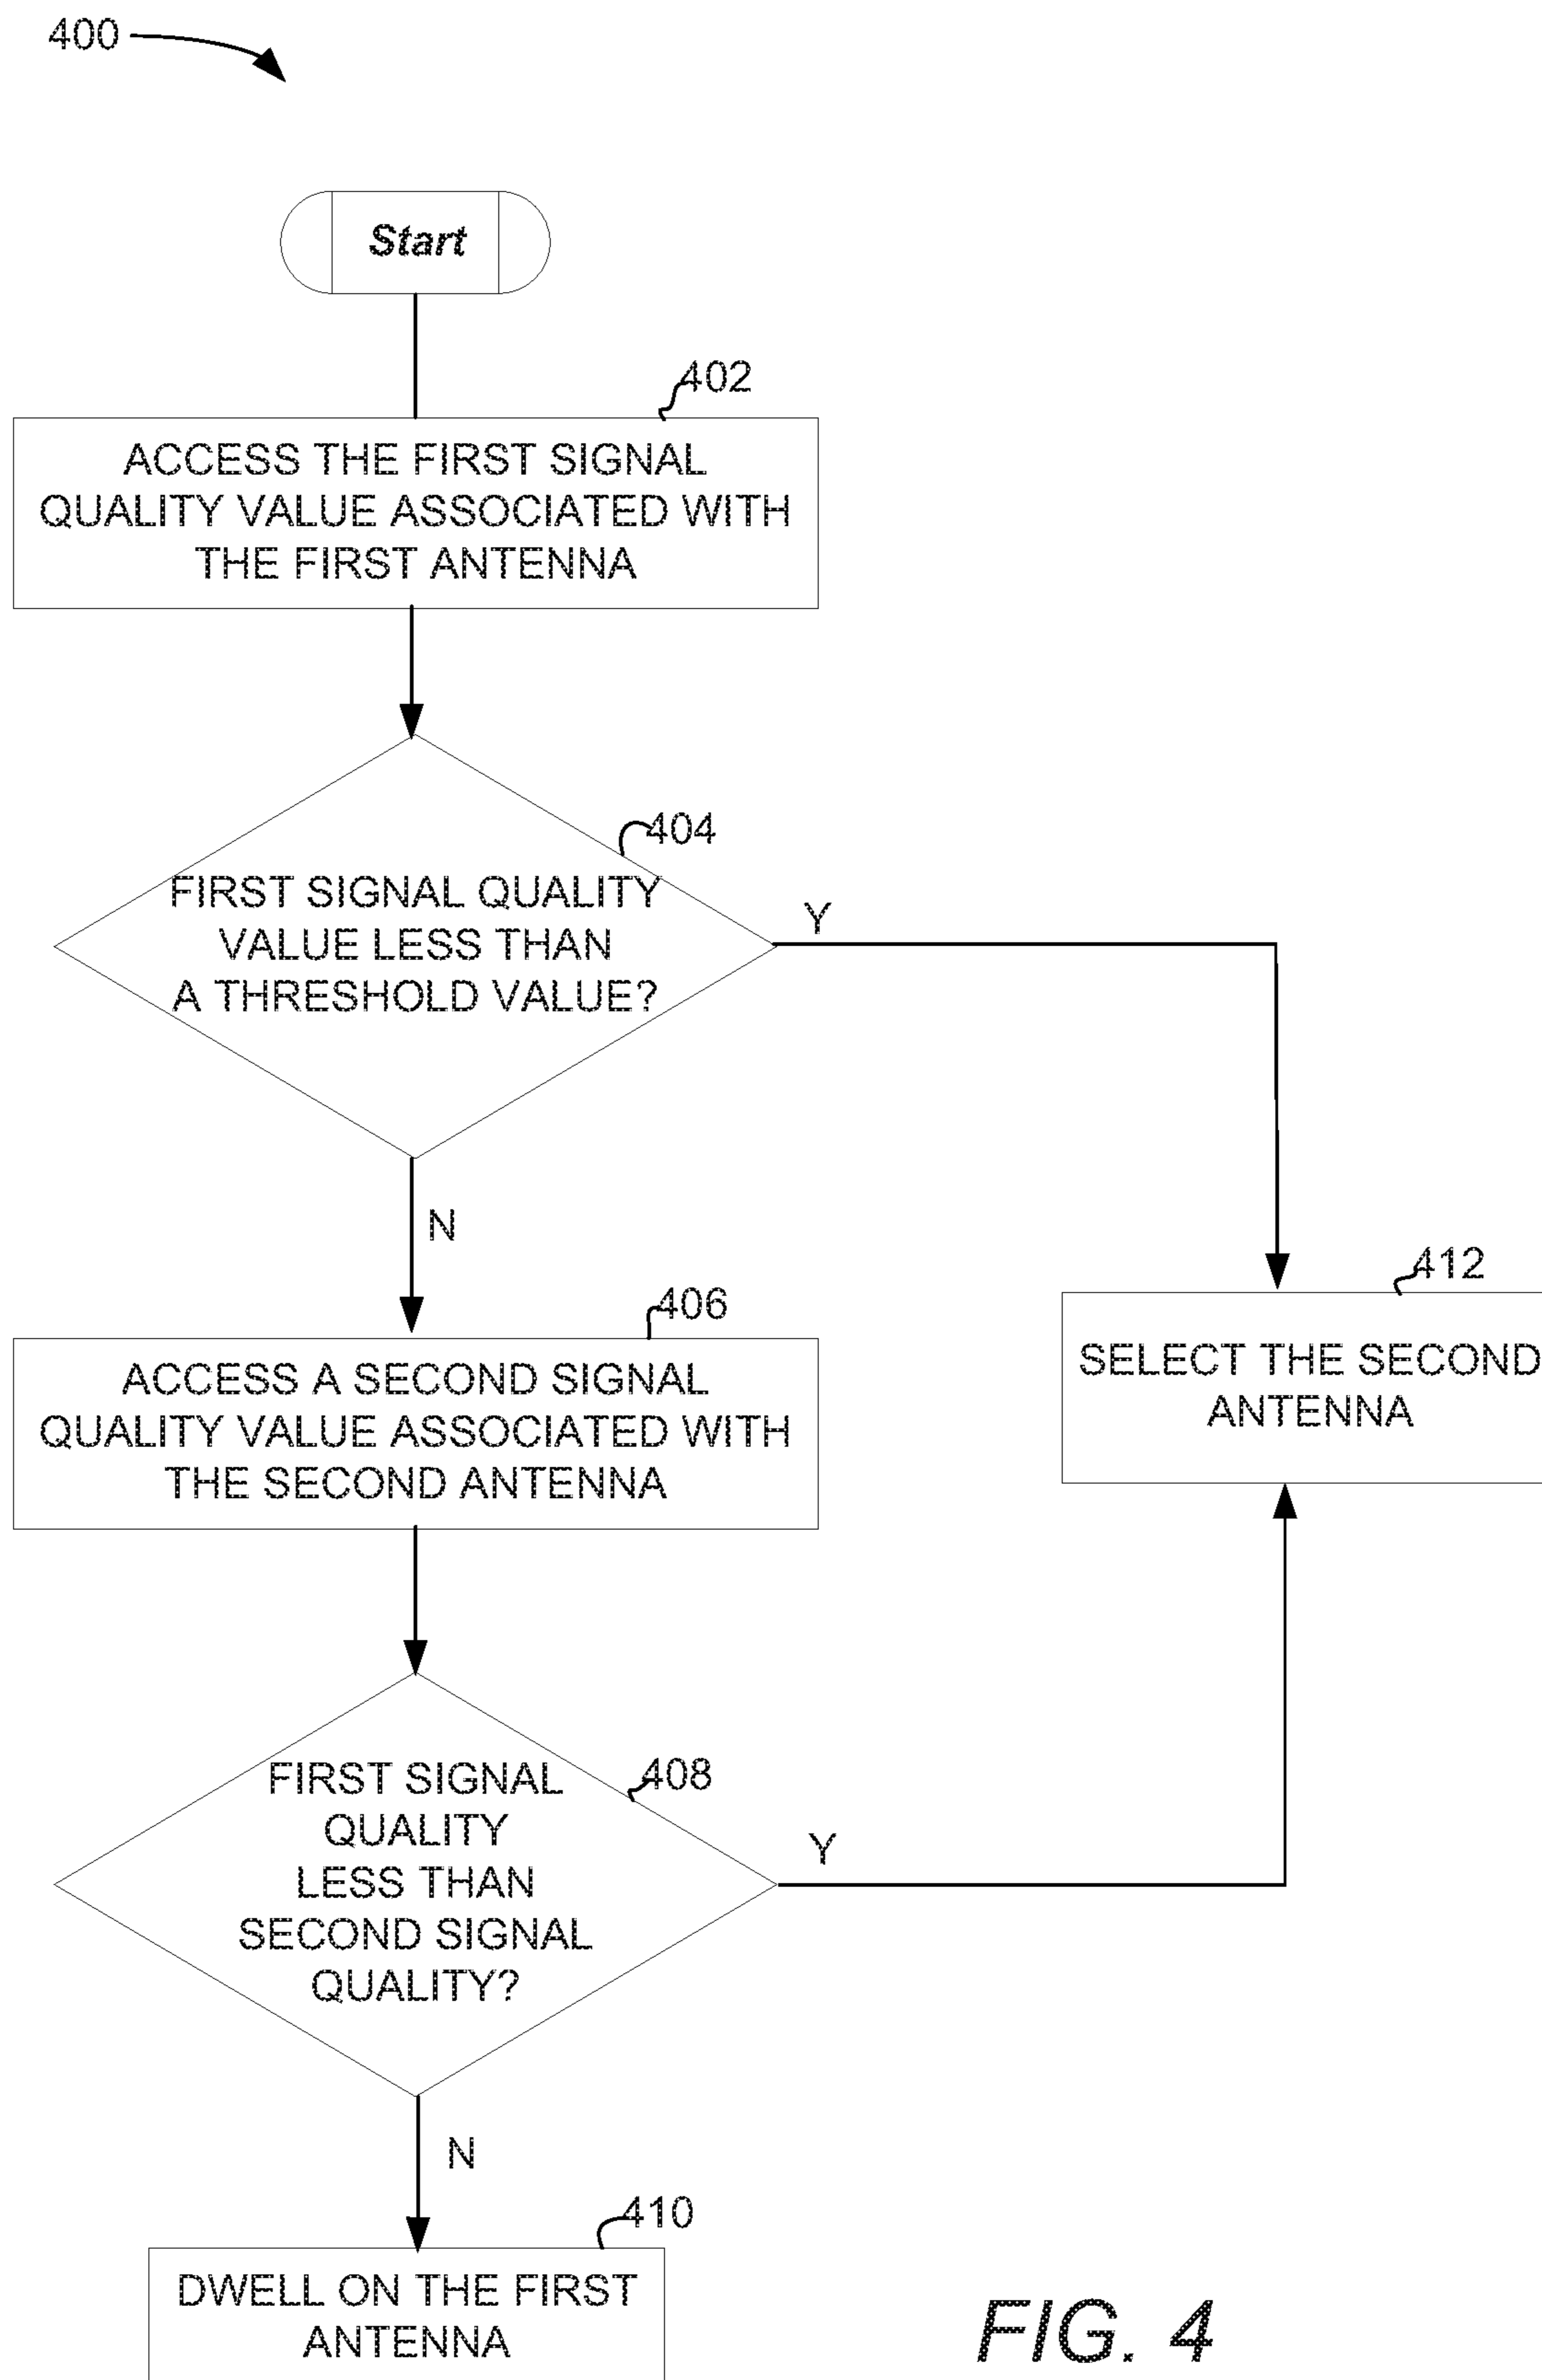 400
Start
402
ACCESS THE FIRST SIGNAL
QUALITY VALUE ASSOCIATED WITH
THE FIRST ANTENNA
404
FIRST SIGNAL QUALITY
VALUE LESS THAN
A THRESHOLD VALUE?
Y
N
406
ACCESS A SECOND SIGNAL
QUALITY VALUE ASSOCIATED WITH
THE SECOND ANTENNA
412
SELECT THE SECOND
ANTENNA
408
FIRST SIGNAL
QUALITY
LESS THAN
SECOND SIGNAL
QUALITY?
Y
N
410
DWELL ON THE FIRST
ANTENNA
FIG. 4